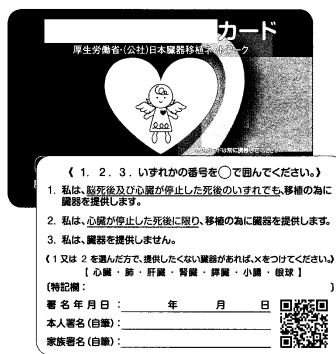 カード
厚生労働省・(公社)日本臓器移植ネットワーク
《 1. 2. 3. いずれかの番号を○で囲んでください。》
1. 私は、脳死後及び心臓が停止した死後のいずれでも、移植の為に
臓器を提供します。
2. 私は、心臓が停止した死後に限り、移植の為に臓器を提供します。
3. 私は、臓器を提供しません。
《 1 又は 2 を選んだ方で、提供したくない臓器があれば、×をつけてください。》
【 心臓 ・ 肺 ・ 肝臓 ・ 腎臓 ・ 膵臓 ・ 小腸 ・ 眼球 】
〔特記欄：　〕
署 名 年 月 日 ：　年　月　日
本人署名（自筆）：
家族署名（自筆）：